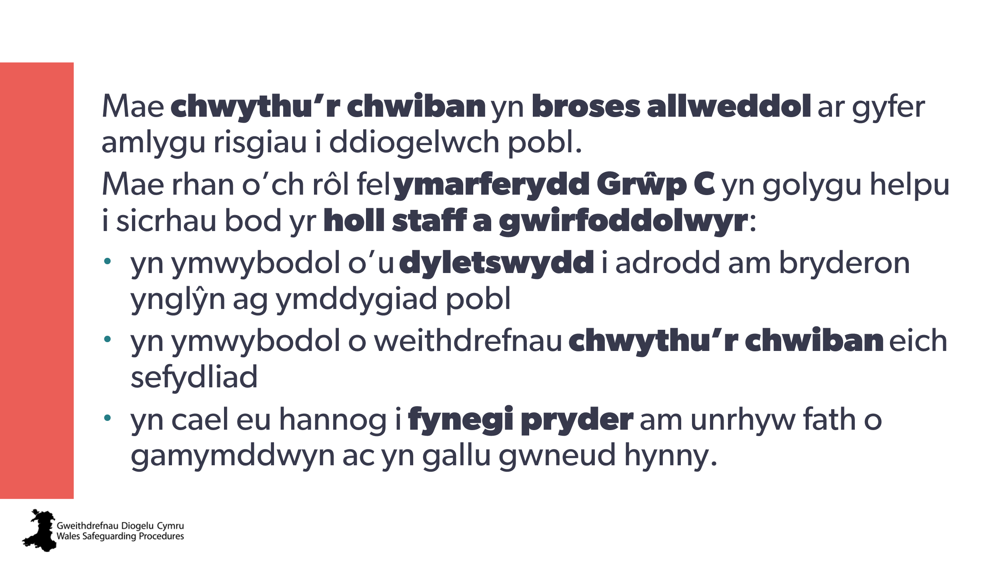 Mae chwythu’r chwiban yn broses allweddol ar gyfer
amlygu risgiau i ddiogelwch pobl.
Mae rhan o’ch rôl fel ymarferydd Grŵp C yn golygu helpu
i sicrhau bod yr holl staff a gwirfoddolwyr:
• yn ymwybodol o’u dyletswydd i adrodd am bryderon
ynglŷn ag ymddygiad pobl
• yn ymwybodol o weithdrefnau chwythu’r chwiban eich
sefydliad
• yn cael eu hannog i fynegi pryder am unrhyw fath o
gamymddwyn ac yn gallu gwneud hynny.
Gweithdrefnau Diogelu Cymru
Wales Safeguarding Procedures